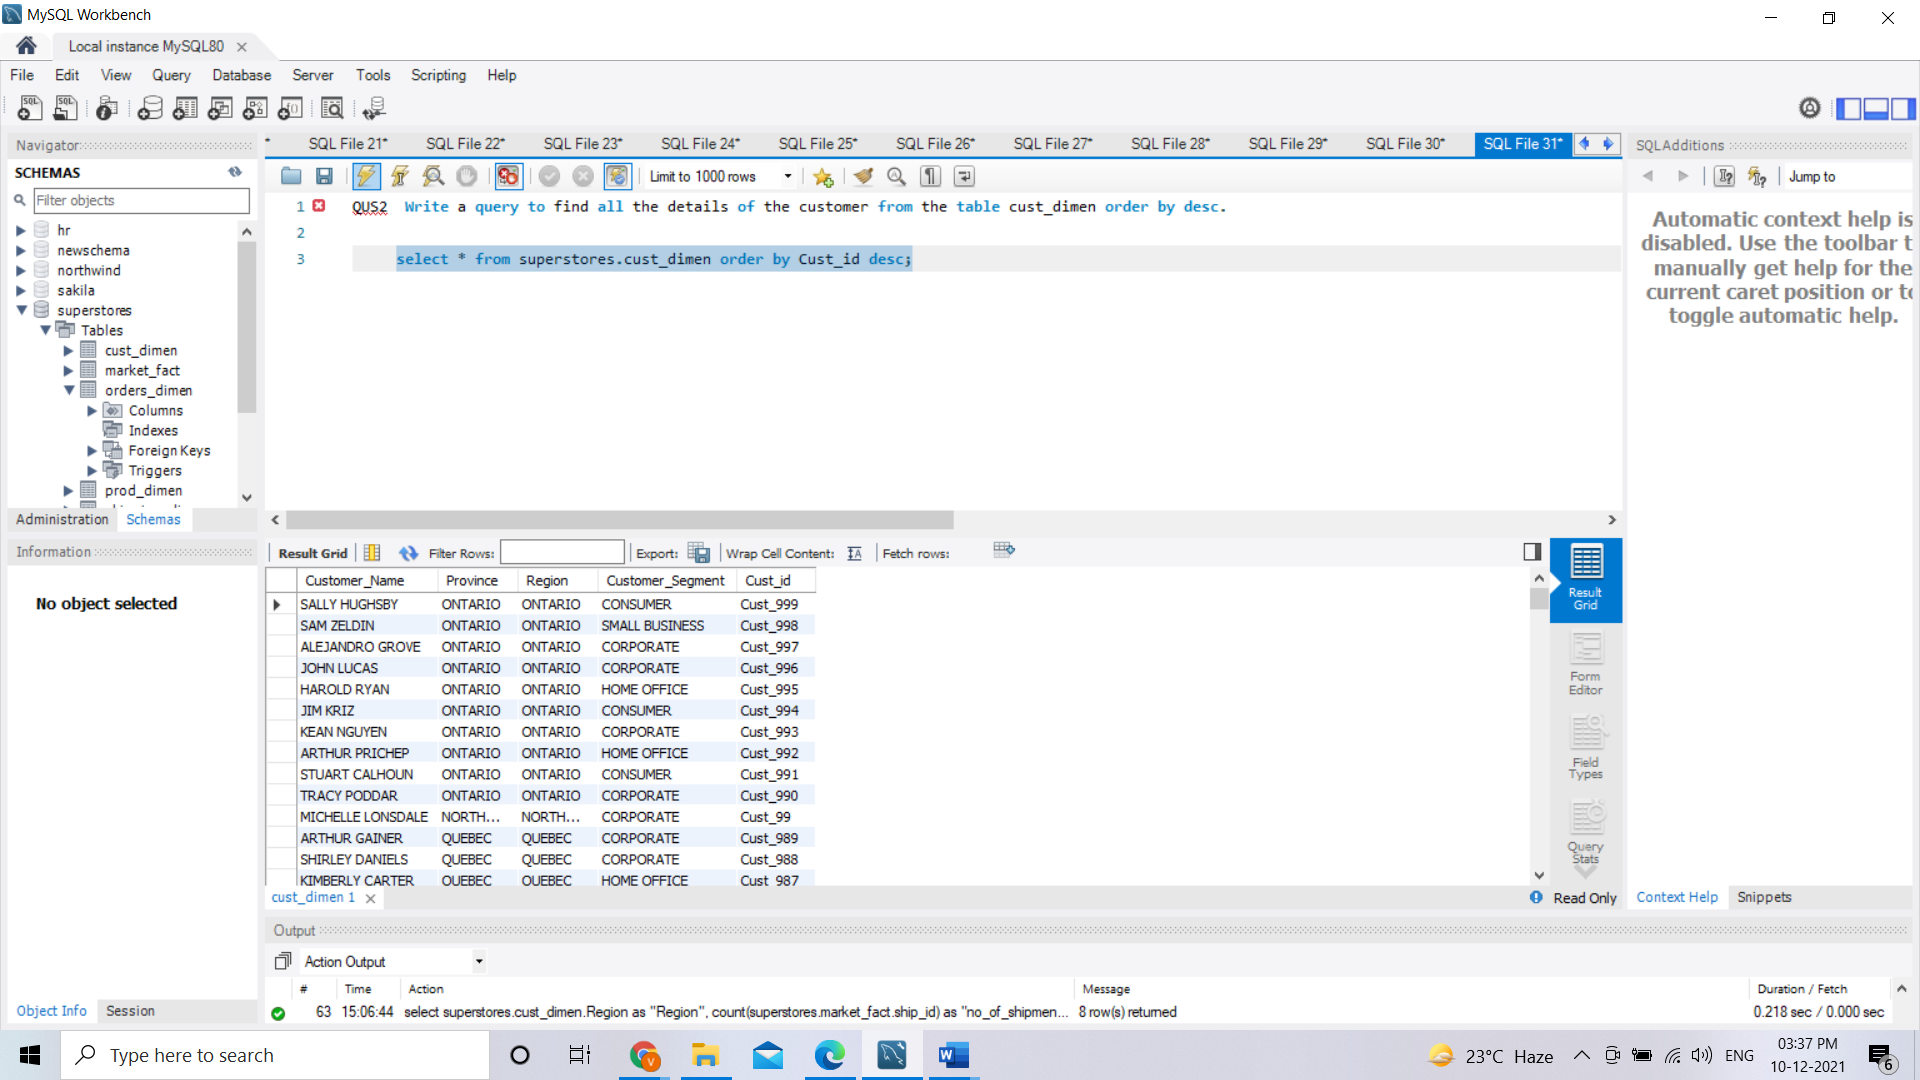 MySQL Workbench
Local instance MySQL80
File Edit View Query Database Server Tools Scripting Help
Navigator
SCHEMAS
Filter objects
hr
newschema
northwind
sakila
superstores
Tables
cust_dimen
market_fact
orders_dimen
Columns
Indexes
Foreign Keys
Triggers
prod_dimen
Administration Schemas
Information
No object selected
Object Info Session
SQL File 21* SQL File 22* SQL File 23* SQL File 24* SQL File 25* SQL File 26* SQL File 27* SQL File 28* SQL File 29* SQL File 30* SQL File 31*
Limit to 1000 rows
1 QUS2 Write a query to find all the details of the customer from the table cust_dimen order by desc.
2
3 select * from superstores.cust_dimen order by Cust_id desc;
Result Grid Filter Rows: Export: Wrap Cell Content: Fetch rows:
Customer_Name Province Region Customer_Segment Cust_id
SALLY HUGHSBY ONTARIO ONTARIO CONSUMER Cust_999
SAM ZELDIN ONTARIO ONTARIO SMALL BUSINESS Cust_998
ALEJANDRO GROVE ONTARIO ONTARIO CORPORATE Cust_997
JOHN LUCAS ONTARIO ONTARIO CORPORATE Cust_996
HAROLD RYAN ONTARIO ONTARIO HOME OFFICE Cust_995
JIM KRIZ ONTARIO ONTARIO CONSUMER Cust_994
KEAN NGUYEN ONTARIO ONTARIO CORPORATE Cust_993
ARTHUR PRICHEP ONTARIO ONTARIO HOME OFFICE Cust_992
STUART CALHOUN ONTARIO ONTARIO CONSUMER Cust_991
TRACY PODDAR ONTARIO ONTARIO CORPORATE Cust_990
MICHELLE LONSDALE NORTH... NORTH... CORPORATE Cust_99
ARTHUR GAINER QUEBEC QUEBEC CORPORATE Cust_989
SHIRLEY DANIELS QUEBEC QUEBEC CORPORATE Cust_988
KIMBERLY CARTER QUEBEC QUEBEC HOME OFFICE Cust_987
Result Grid
Form Editor
Field Types
Query Stats
cust_dimen 1
Read Only
Output
Action Output
# Time Action Message Duration / Fetch
63 15:06:44 select superstores.cust_dimen.Region as "Region", count(superstores.market_fact.ship_id) as "no_of_shipmen... 8 row(s) returned 0.218 sec / 0.000 sec
SQLAdditions
Jump to
Automatic context help is
disabled. Use the toolbar t
manually get help for the
current caret position or to
toggle automatic help.
Context Help Snippets
Type here to search
23°C Haze
ENG
03:37 PM
10-12-2021
6